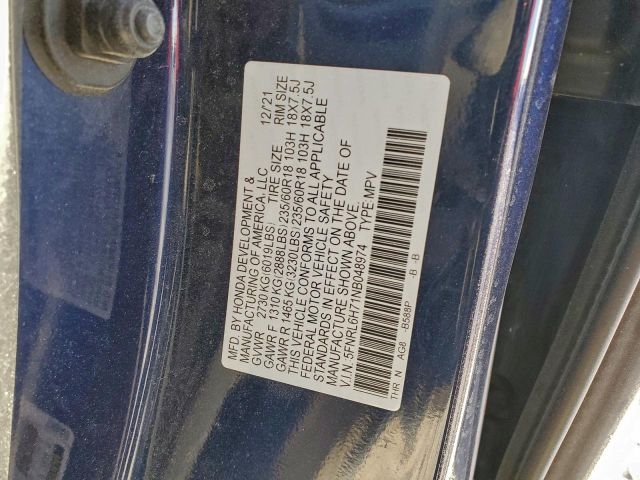 MFD. BY HONDA DEVELOPMENT &
MANUFACTURING OF AMERICA, LLC 12/21
GVWR 2730 KG(6019LBS) TIRE SIZE RIM SIZE
GAWR F 1310 KG(2888LBS)235/60R18 103H 18X7.5J
GAWR R 1465 KG(3230LBS)235/60R18 103H 18X7.5J
THIS VEHICLE CONFORMS TO ALL APPLICABLE
FEDERAL MOTOR VEHICLE SAFETY
STANDARDS IN EFFECT ON THE DATE OF
MANUFACTURE SHOWN ABOVE.
V.I.N. 5FNRL6H71NB048974 TYPE:MPV
THR N AG8 -B588P -B -B